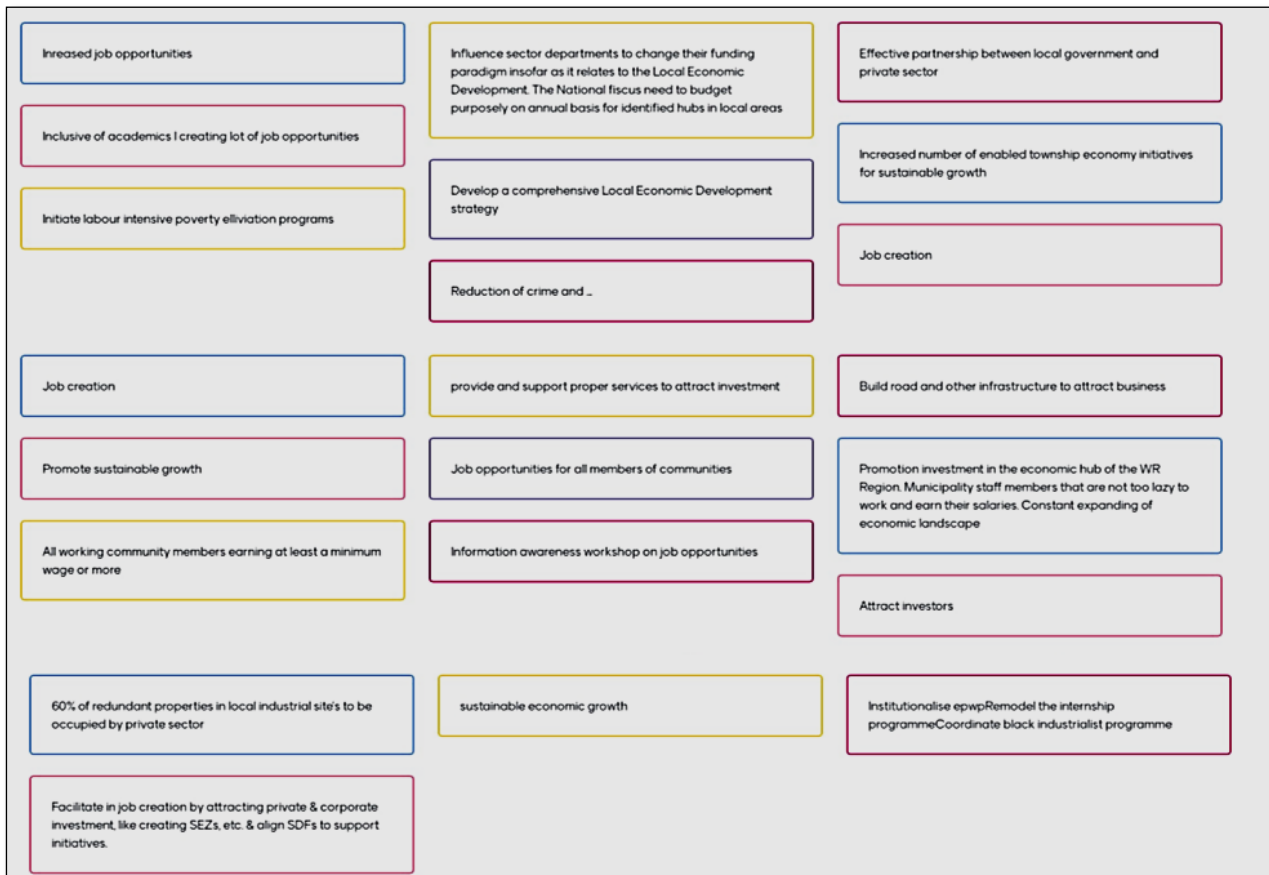 Inreased job opportunities
Inclusive of academics I creating lot of job opportunities
Initiate labour intensive poverty elliviation programs
Influence sector departments to change their funding
paradigm insofar as it relates to the Local Economic
Development. The National fiscus need to budget
purposely on annual basis for identified hubs in local areas
Develop a comprehensive Local Economic Development
strategy
Reduction of crime and ...
Effective partnership between local government and
private sector
Increased number of enabled township economy initiatives
for sustainable growth
Job creation
Job creation
Promote sustainable growth
All working community members earning at least a minimum
wage or more
provide and support proper services to attract investment
Job opportunities for all members of communities
Information awareness workshop on job opportunities
Build road and other infrastructure to attract business
Promotion investment in the economic hub of the WR
Region. Municipality staff members that are not too lazy to
work and earn their salaries. Constant expanding of
economic landscape
Attract investors
60% of redundant properties in local industrial site's to be
occupied by private sector
Facilitate in job creation by attracting private & corporate
investment, like creating SEZs, etc. & align SDFs to support
initiatives.
sustainable economic growth
Institutionalise epwpRemodel the internship
programmeCoordinate black industrialist programme